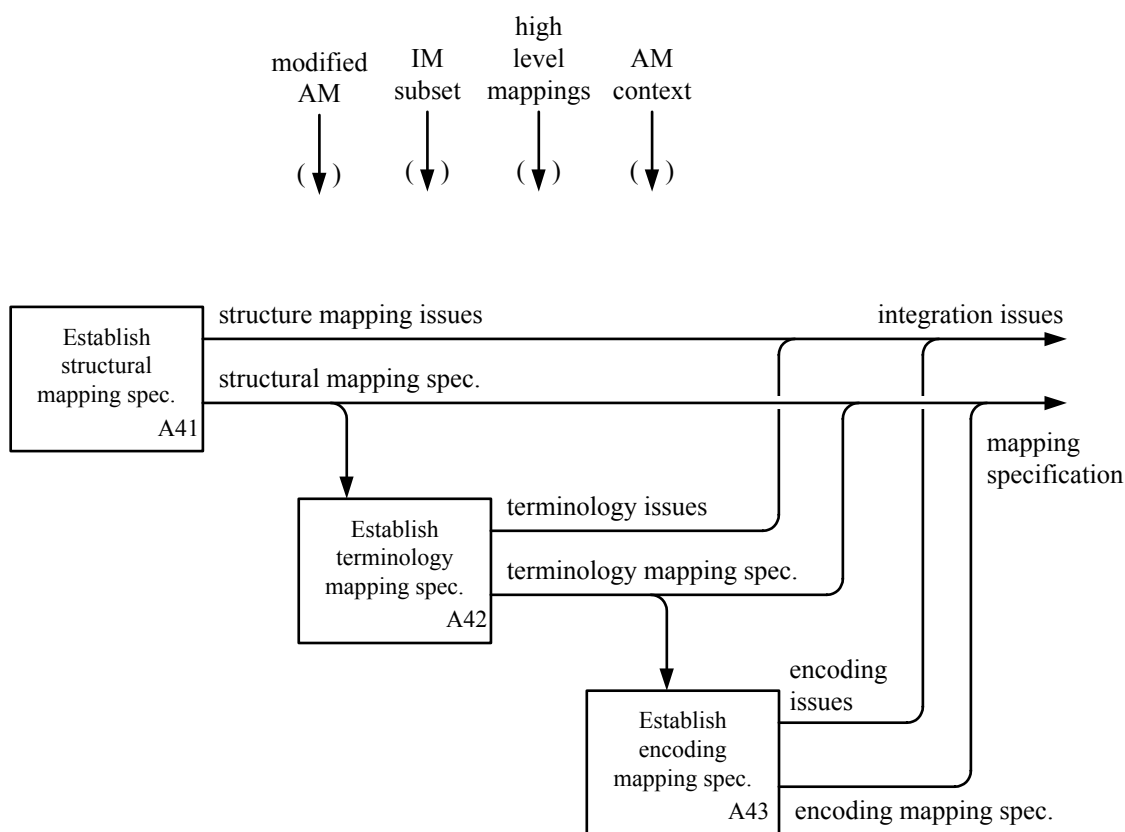 modified
AM
IM
subset
high
level
mappings
AM
context
( )
( )
( )
( )
structure mapping issues
integration issues
Establish
structural
mapping spec.
A41
structural mapping spec.
mapping
specification
terminology issues
Establish
terminology
mapping spec.
A42
terminology mapping spec.
encoding
issues
Establish
encoding
mapping spec.
A43
encoding mapping spec.